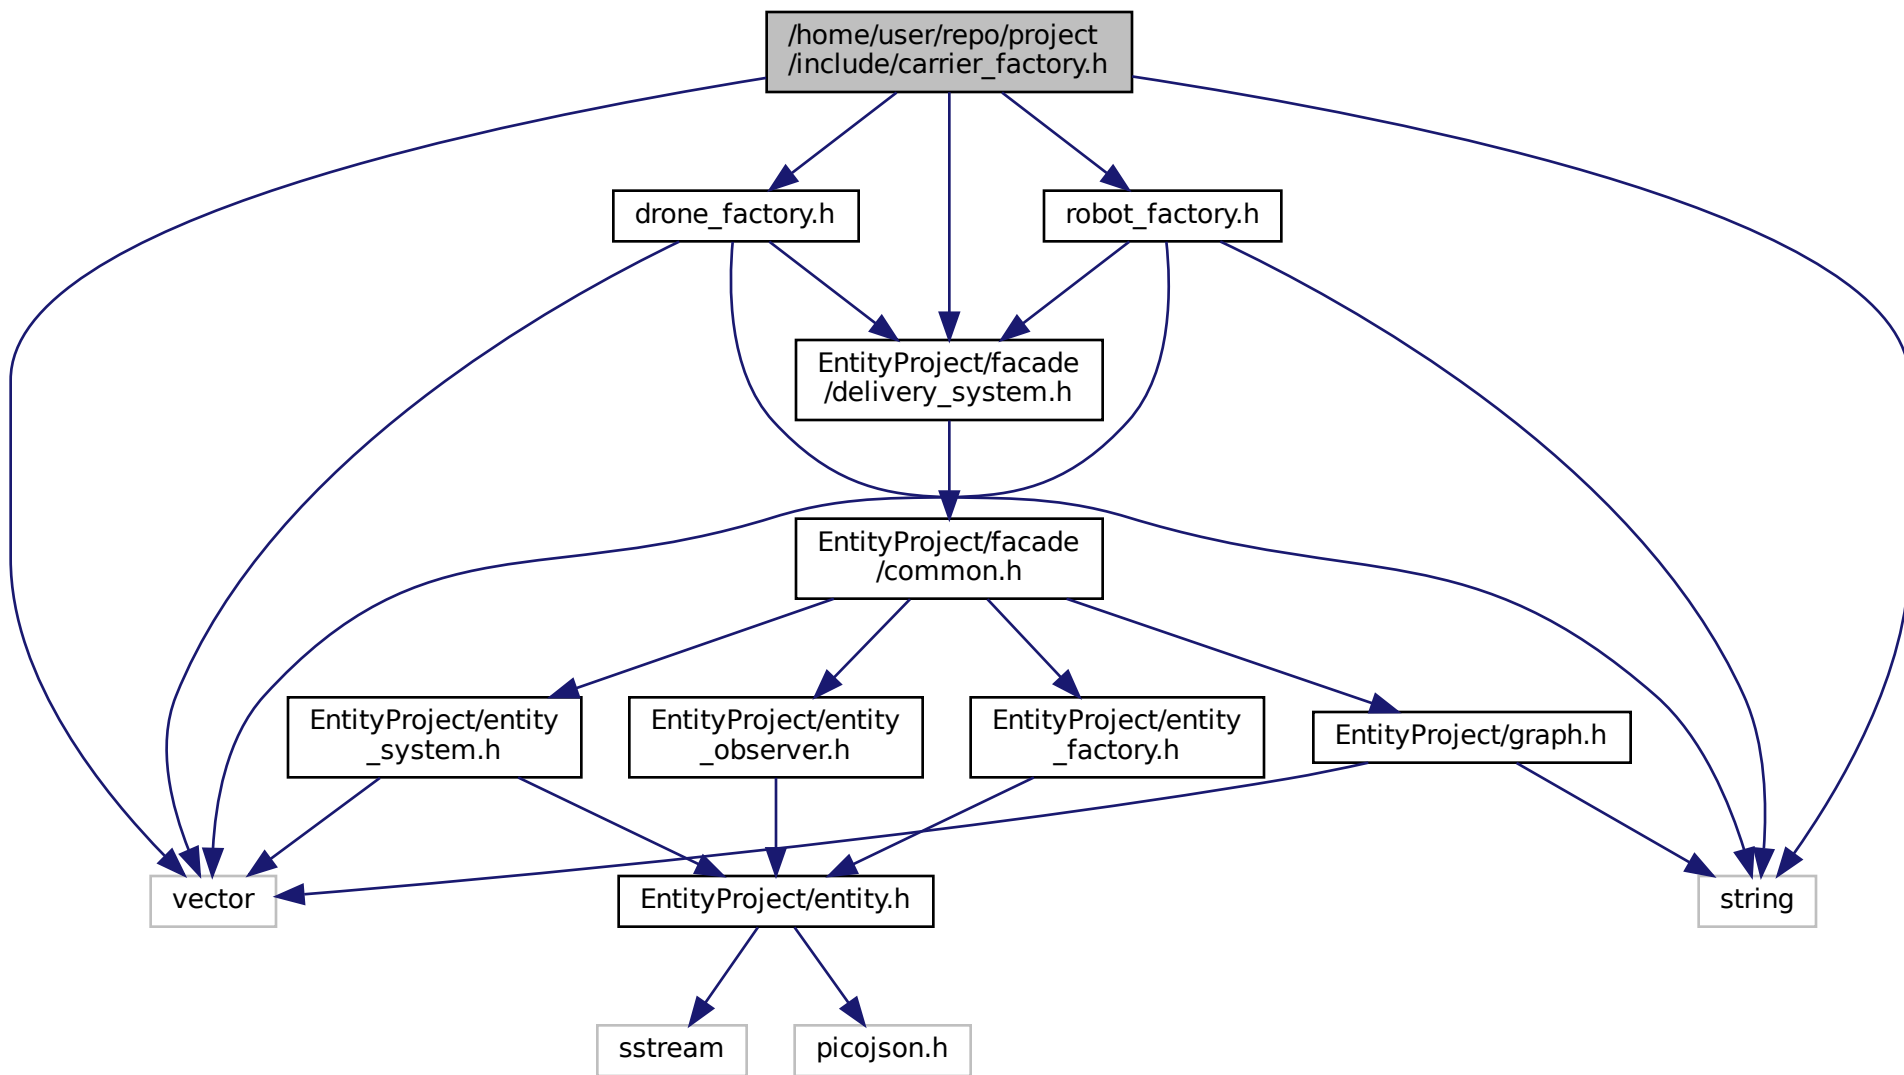 /home/user/repo/project
/include/carrier_factory.h
drone_factory.h
robot_factory.h
EntityProject/facade
/delivery_system.h
EntityProject/facade
/common.h
EntityProject/entity
_system.h
EntityProject/entity
_observer.h
EntityProject/entity
_factory.h
EntityProject/graph.h
vector
EntityProject/entity.h
string
sstream
picojson.h